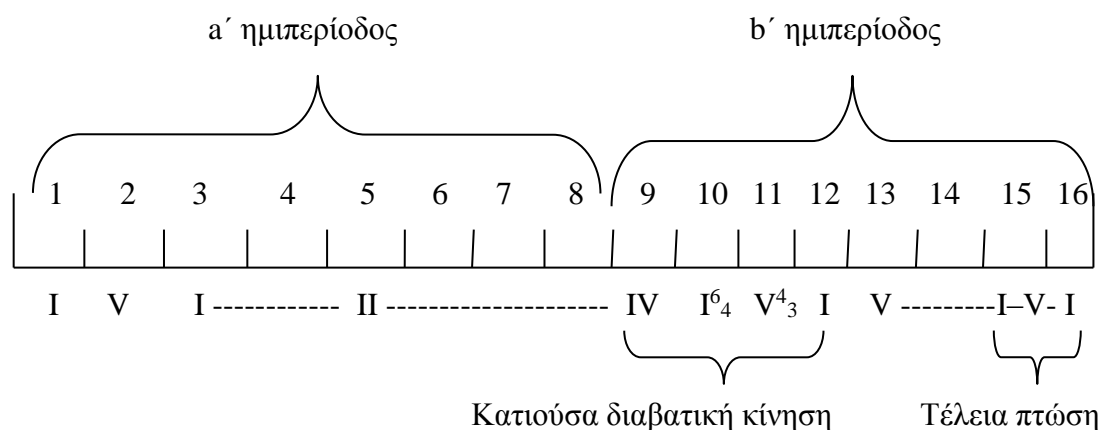 a΄ ημιπερίοδος b΄ ημιπερίοδος
1 2 3 4 5 6 7 8 9 10 11 12 13 14 15 16
I V I ----------- II -------------------- IV I⁶₄ V⁴₃ I V --------I–V- I
Κατιούσα διαβατική κίνηση Τέλεια πτώση